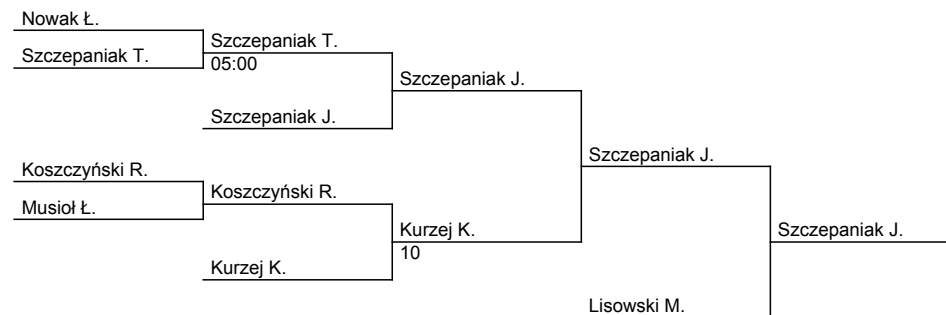 Nowak Ł.
Szczepaniak T.
Szczepaniak T.
05:00
Szczepaniak J.
Szczepaniak J.
Szczepaniak J.
Koszczyński R.
Koszczyński R.
Musioł Ł.
Kurzej K.
Szczepaniak J.
10
Kurzej K.
Lisowski M.